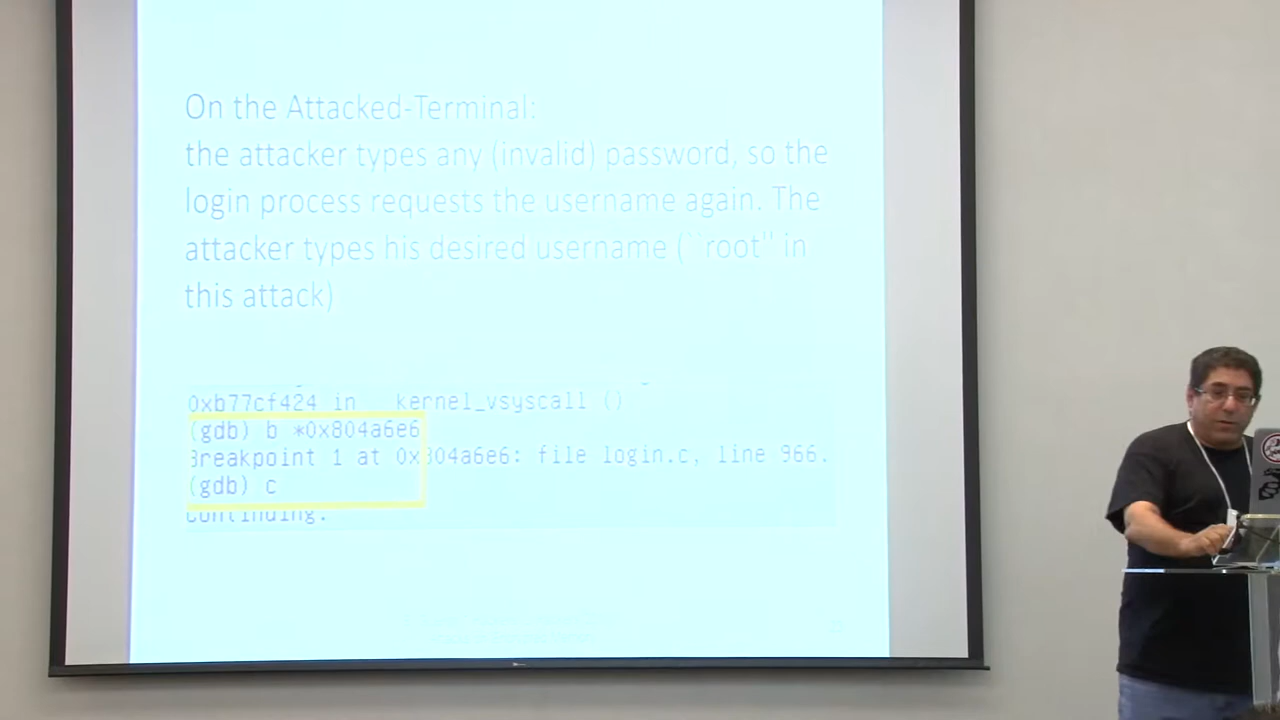 On the Attacked-Terminal:
the attacker types any (invalid) password, so the
login process requests the username again. The
attacker types his desired username (``root" in
this attack)
0xb77cf424 in __kernel_vsyscall ()
(gdb) b *0x804a6e6
Breakpoint 1 at 0x804a6e6: file login.c, line 966.
(gdb) c
Continuing.